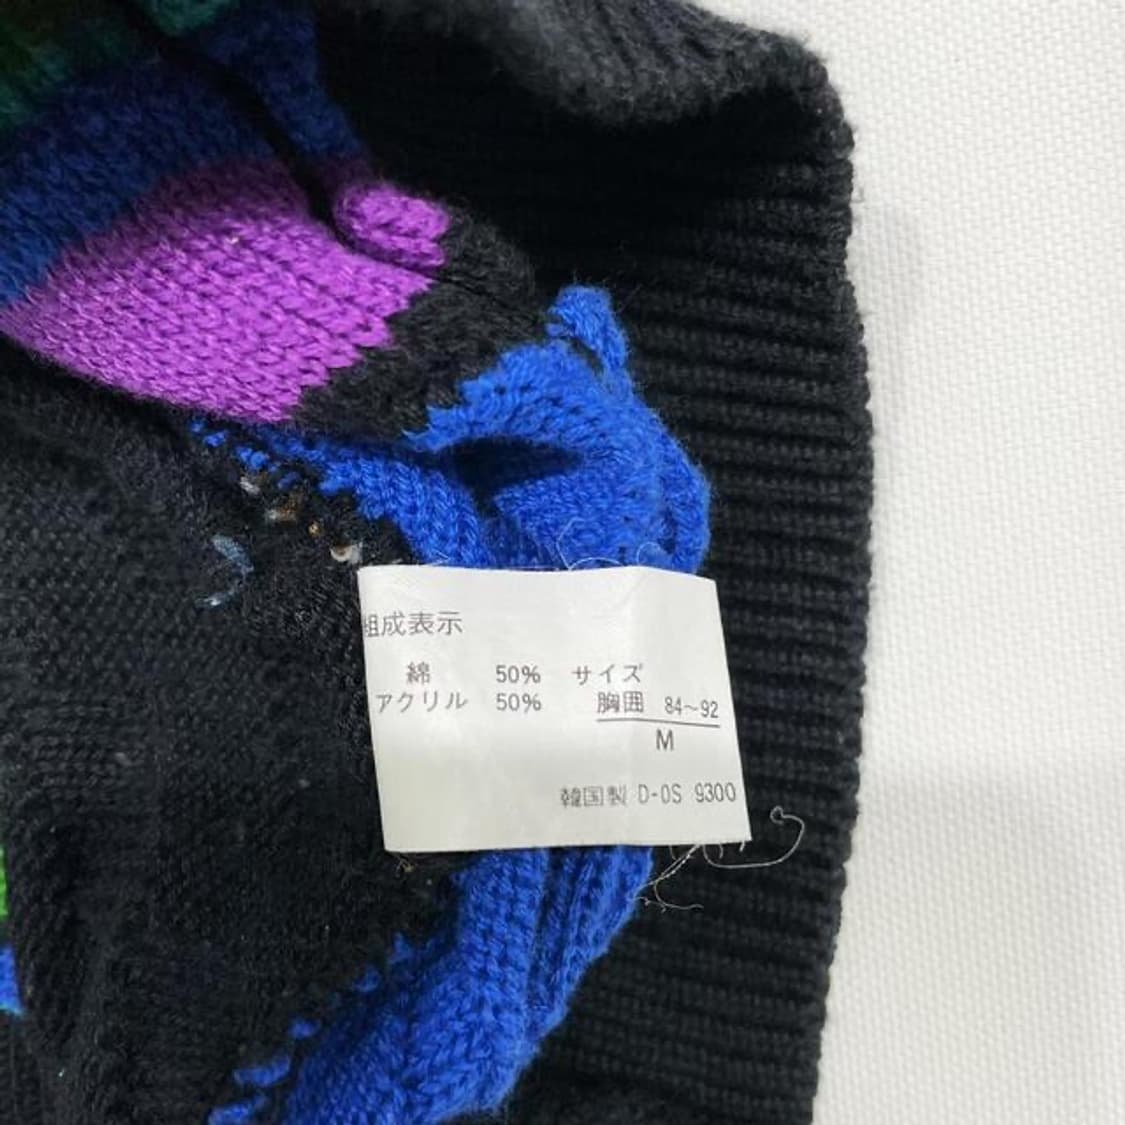 組成表示
綿 50% サイズ
アクリル 50% 胸囲 84~92
M
韓国製 D-0S 9300